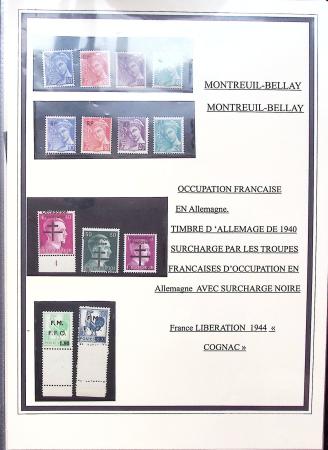 MONTREUIL-BELLAY
MONTREUIL-BELLAY
OCCUPATION FRANCAISE
EN Allemagne.
TIMBRE D 'ALLEMAGE DE 1940
SURCHARGE PAR LES TROUPES
FRANCAISES D'OCCUPATION EN
Allemagne AVEC SURCHARGE NOIRE
France LIBERATION 1944 «
COGNAC »
F.M.
F.F.C.